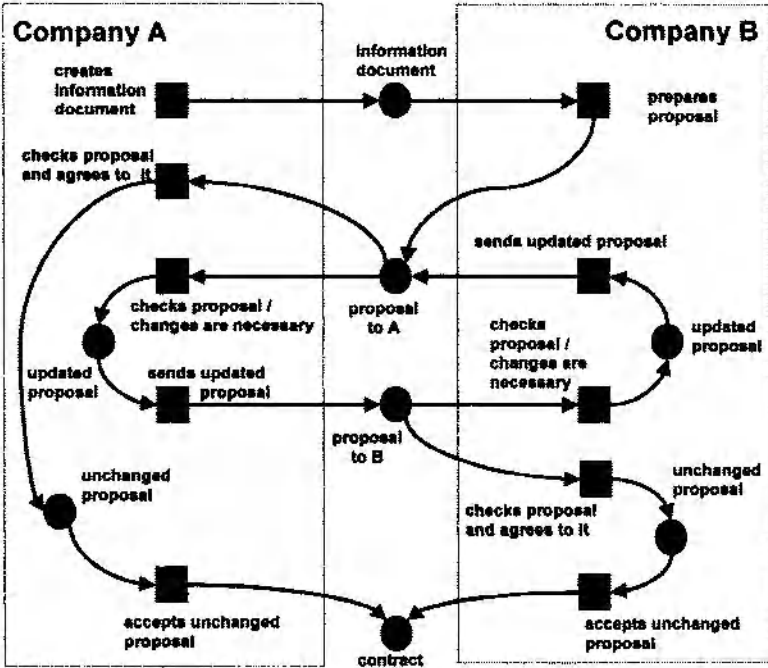 Company A
Company B
creates
information
document
information
document
prepares
proposal
checks proposal
and agrees to it
sends updated proposal
checks proposal /
changes are necessary
proposal
to A
checks
proposal /
changes are
necessary
updated
proposal
updated
proposal
sends updated
proposal
proposal
to B
unchanged
proposal
unchanged
proposal
checks proposal
and agrees to it
accepts unchanged
proposal
accepts unchanged
proposal
contract